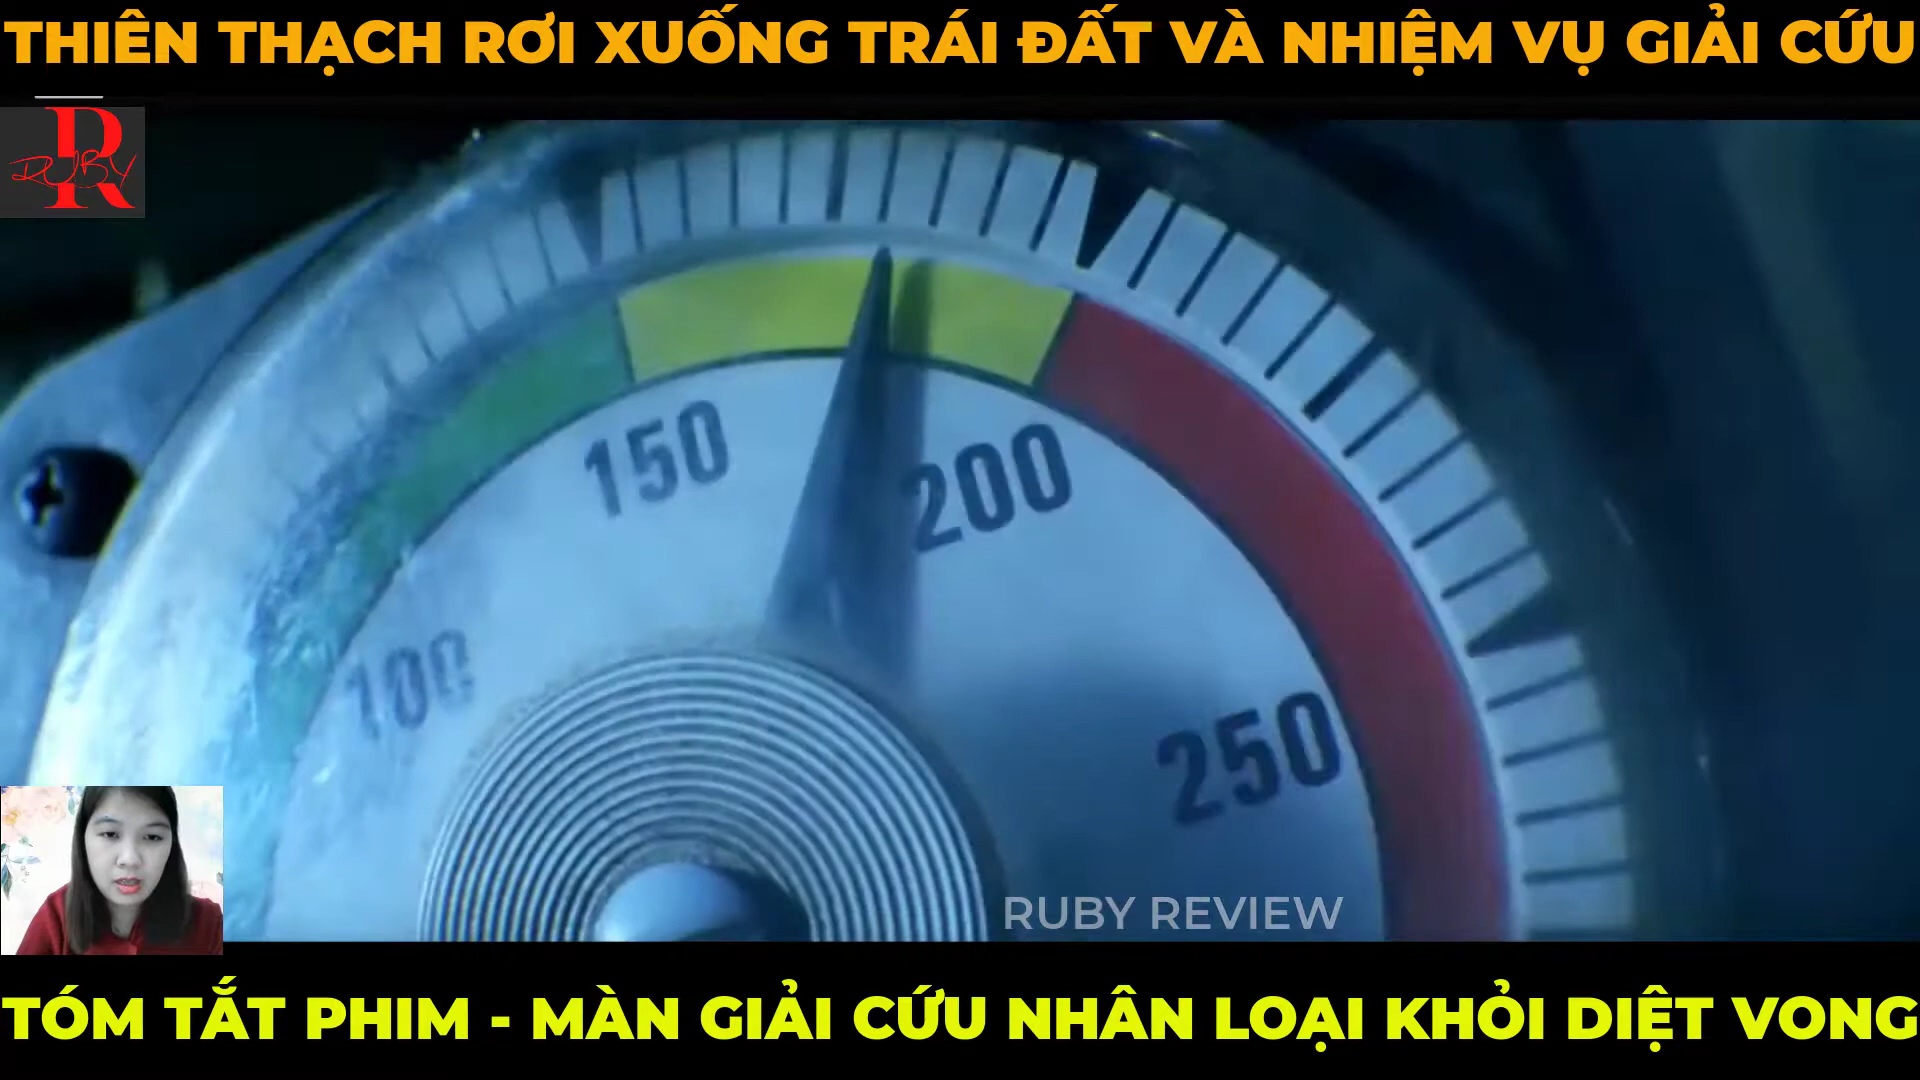 THIÊN THẠCH RƠI XUỐNG TRÁI ĐẤT VÀ NHIỆM VỤ GIẢI CỨU
R
RUBY
150
200
100
250
RUBY REVIEW
TÓM TẮT PHIM - MÀN GIẢI CỨU NHÂN LOẠI KHỎI DIỆT VONG